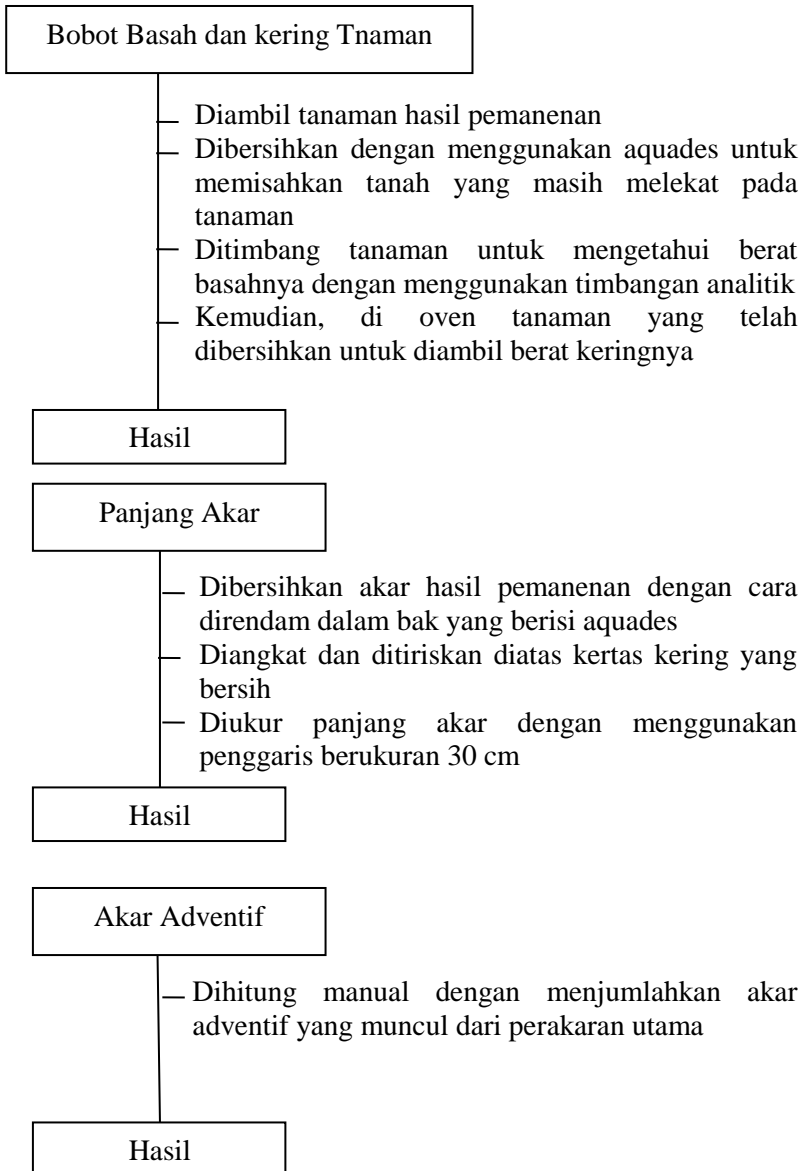 Bobot Basah dan kering Tnaman
Diambil tanaman hasil pemanenan
Dibersihkan dengan menggunakan aquades untuk
memisahkan tanah yang masih melekat pada
tanaman
Ditimbang tanaman untuk mengetahui berat
basahnya dengan menggunakan timbangan analitik
Kemudian, di oven tanaman yang telah
dibersihkan untuk diambil berat keringnya
Hasil
Panjang Akar
Dibersihkan akar hasil pemanenan dengan cara
direndam dalam bak yang berisi aquades
Diangkat dan ditiriskan diatas kertas kering yang
bersih
Diukur panjang akar dengan menggunakan
penggaris berukuran 30 cm
Hasil
Akar Adventif
Dihitung manual dengan menjumlahkan akar
adventif yang muncul dari perakaran utama
Hasil